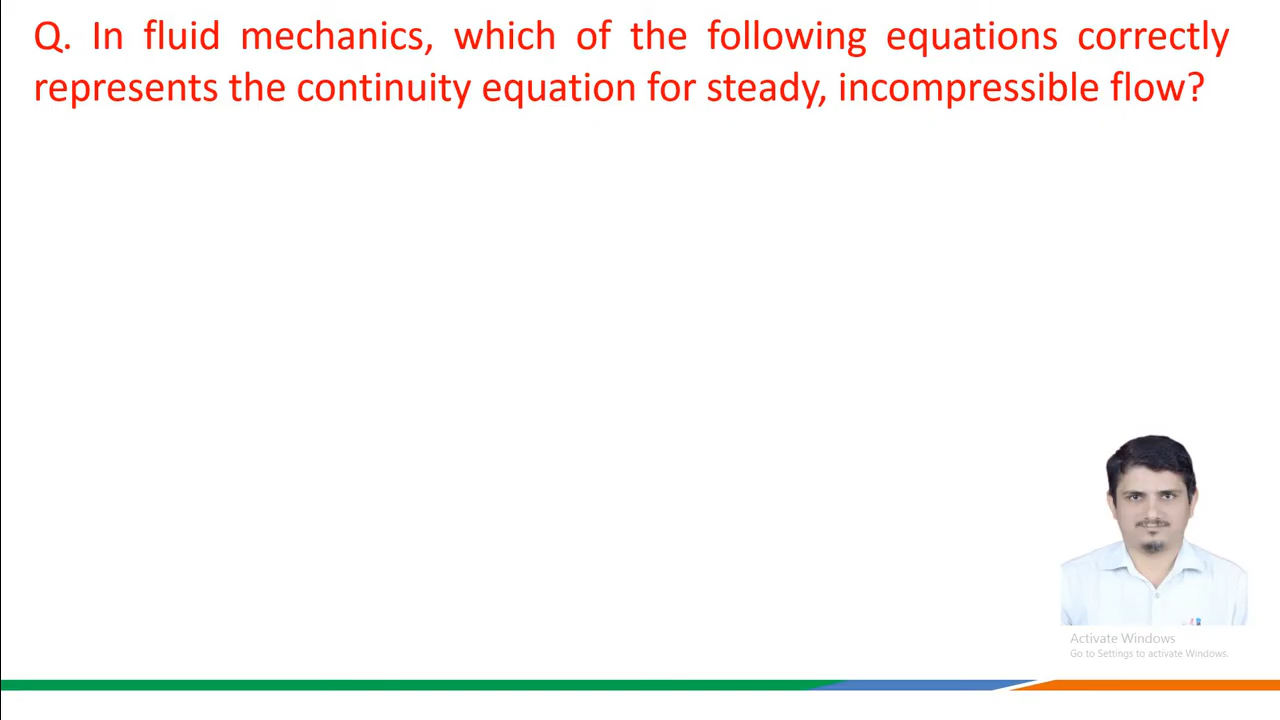 Q. In fluid mechanics, which of the following equations correctly
represents the continuity equation for steady, incompressible flow?
Activate Windows
Go to Settings to activate Windows.